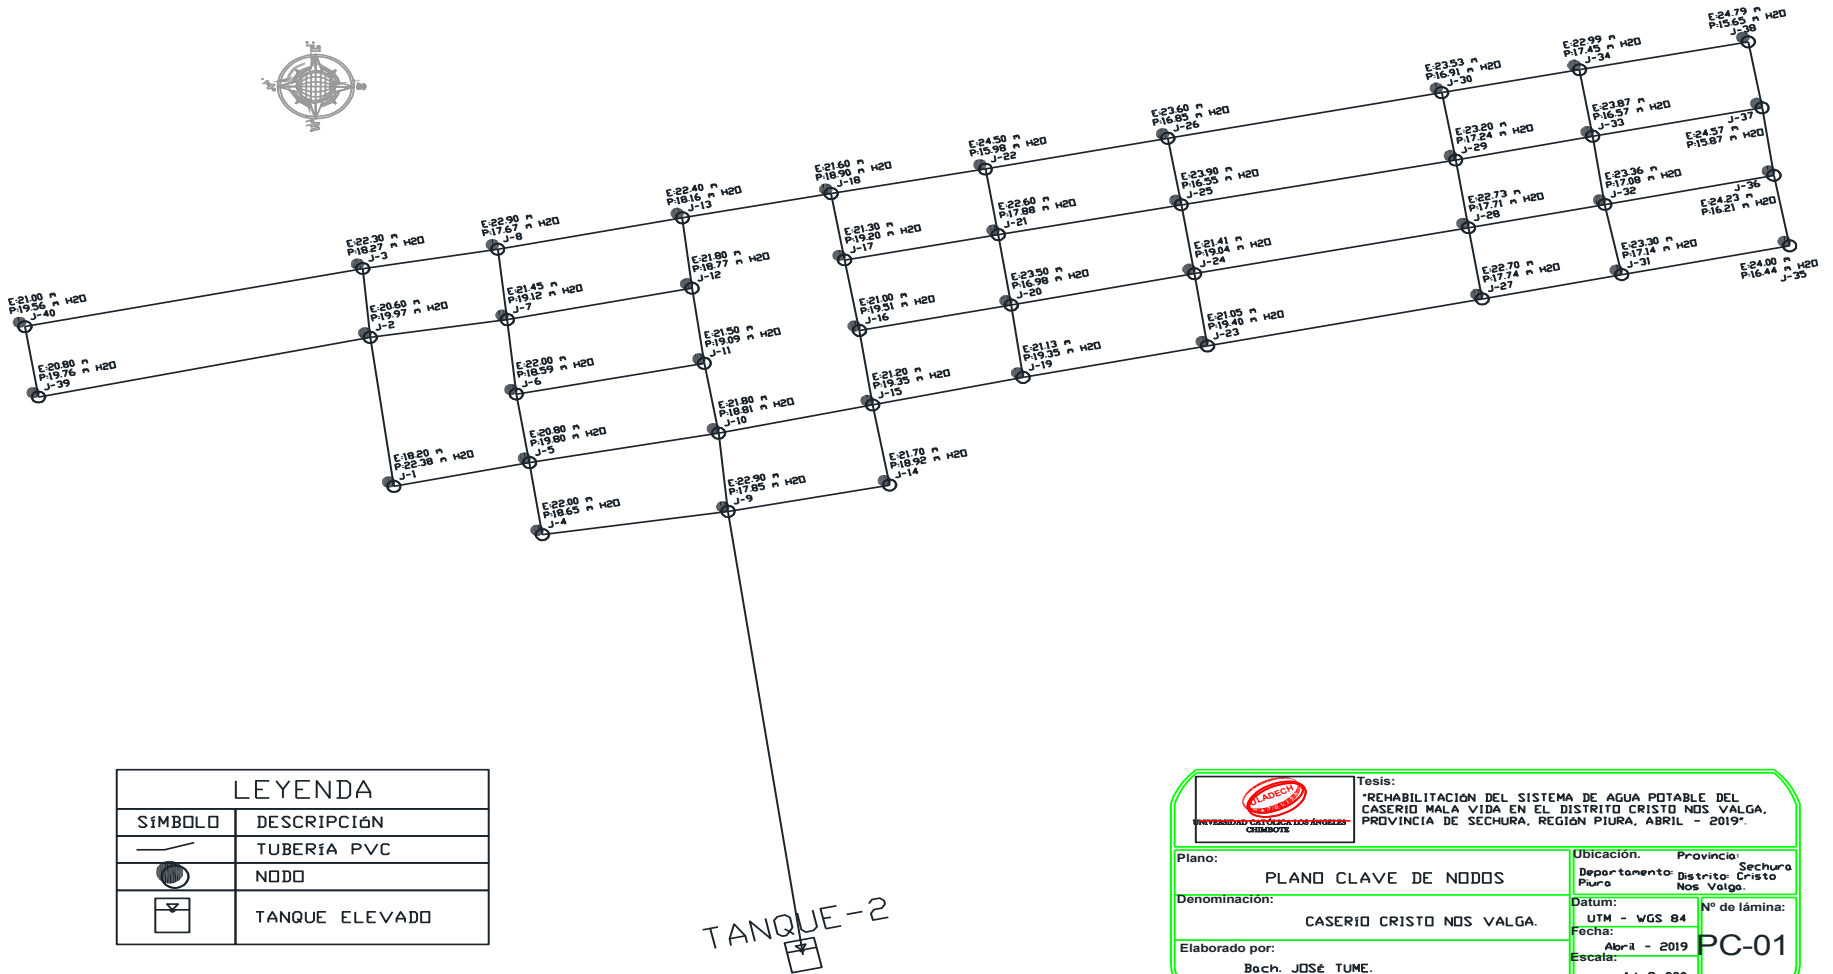 E:24.79 m
P:15.65 m H2O
J-38
E:22.99 m
P:17.45 m H2O
J-34
E:23.53 m
P:16.91 m H2O
J-30
E:23.60 m
P:16.85 m H2O
J-26
E:24.50 m
P:15.98 m H2O
J-22
E:21.60 m
P:18.90 m H2O
J-18
E:22.40 m
P:18.16 m H2O
J-13
E:22.90 m
P:17.67 m H2O
J-8
E:22.30 m
P:18.27 m H2O
J-3
E:21.00 m
P:19.56 m H2O
J-40
E:20.80 m
P:19.76 m H2O
J-39
E:20.60 m
P:19.97 m H2O
J-2
E:21.45 m
P:19.12 m H2O
J-7
E:21.80 m
P:18.77 m H2O
J-12
E:21.30 m
P:19.20 m H2O
J-17
E:22.60 m
P:17.88 m H2O
J-21
E:23.90 m
P:16.55 m H2O
J-25
E:23.20 m
P:17.24 m H2O
J-29
E:23.87 m
P:16.57 m H2O
J-33
J-37
E:24.57 m
P:15.87 m H2O
E:23.36 m
P:17.08 m H2O
J-32
J-36
E:24.23 m
P:16.21 m H2O
E:22.73 m
P:17.71 m H2O
J-28
E:21.41 m
P:19.04 m H2O
J-24
E:23.50 m
P:16.98 m H2O
J-20
E:21.00 m
P:19.51 m H2O
J-16
E:21.50 m
P:19.09 m H2O
J-11
E:22.00 m
P:18.59 m H2O
J-6
E:23.30 m
P:17.14 m H2O
J-31
E:24.00 m
P:16.44 m H2O
J-35
E:22.70 m
P:17.74 m H2O
J-27
E:21.05 m
P:19.40 m H2O
J-23
E:21.13 m
P:19.35 m H2O
J-19
E:21.20 m
P:19.35 m H2O
J-15
E:21.80 m
P:18.81 m H2O
J-10
E:20.80 m
P:19.80 m H2O
J-5
E:18.20 m
P:22.38 m H2O
J-1
E:21.70 m
P:18.92 m H2O
J-14
E:22.90 m
P:17.85 m H2O
J-9
E:22.00 m
P:18.65 m H2O
J-4
TANQUE-2
LEYENDA
SíMBOLO DESCRIPCIóN
TUBERíA PVC
NODO
TANQUE ELEVADO
ULADECH
UNIVERSIDAD CATÓLICA LOS ÁNGELES
CHIMBOTE
Tesis:
"REHABILITACIóN DEL SISTEMA DE AGUA POTABLE DEL
CASERIO MALA VIDA EN EL DISTRITO CRISTO NOS VALGA,
PROVINCIA DE SECHURA, REGIóN PIURA, ABRIL - 2019".
Plano:
PLANO CLAVE DE NODOS
Ubicación. Provincia:
Sechura
Departamento: Distrito: Cristo
Piura Nos Valga.
Denominación:
CASERíO CRISTO NOS VALGA.
Datum:
UTM - WGS 84
Nº de lámina:
PC-01
Fecha:
Abril - 2019
Elaborado por:
Bach. JOSé TUME.
Escala: